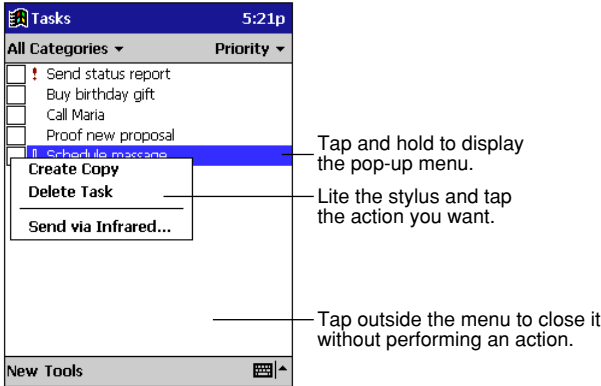 Tasks 5:21p
All Categories Priority
! Send status report
Buy birthday gift
Call Maria
Proof new proposal
Schedule massage
Create Copy
Delete Task
Send via Infrared...
Tap and hold to display
the pop-up menu.
Lite the stylus and tap
the action you want.
Tap outside the menu to close it
without performing an action.
New Tools